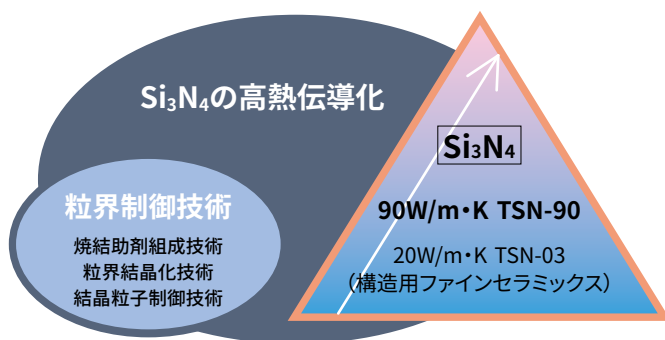 Si₃N₄の高熱伝導化
粒界制御技術
焼結助剤組成技術
粒界結晶化技術
結晶粒子制御技術
Si₃N₄
90W/m・K TSN-90
20W/m・K TSN-03
（構造用ファインセラミックス）